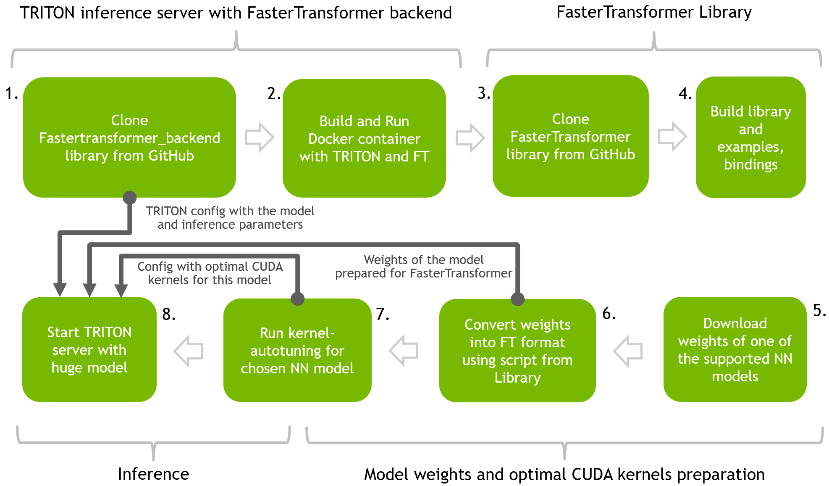 TRITON inference server with FasterTransformer backend
FasterTransformer Library
1.
Clone
Fastertransformer_backend
library from GitHub
2.
Build and Run
Docker container
with TRITON and FT
3.
Clone
FasterTransformer
library from GitHub
4.
Build library
and
examples,
bindings
TRITON config with the model
and inference parameters
Config with optimal CUDA
kernels for this model
Weights of the model
prepared for FasterTransformer
8.
Start TRITON
server with
huge model
7.
Run kernel-
autotuning for
chosen NN model
6.
Convert weights
into FT format
using script from
Library
5.
Download
weights of one of
the supported NN
models
Inference
Model weights and optimal CUDA kernels preparation